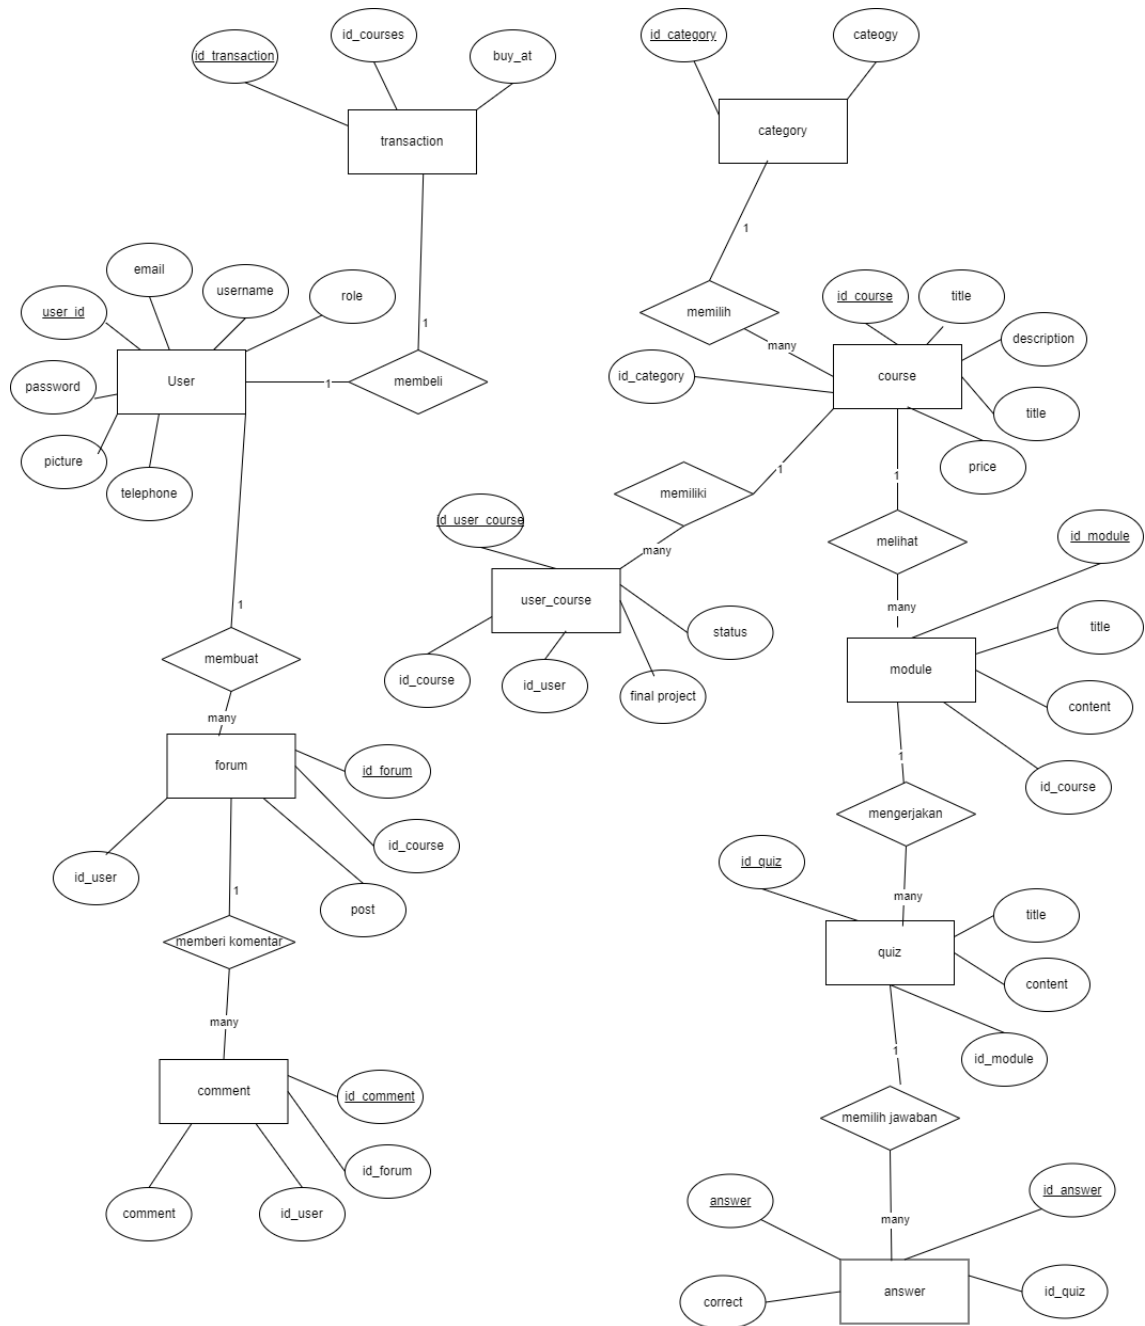 id_courses
id_transaction
buy_at
transaction
id_category
cateogy
category
1
1
memilih
many
email
username
role
user_id
User
password
picture
telephone
1
membeli
id_course
title
description
course
id_category
title
price
1
memiliki
many
1
melihat
many
id_user_course
user_course
status
id_course
id_user
final project
id_module
title
module
content
id_course
1
membuat
many
forum
id_forum
id_course
id_user
post
1
memberi komentar
many
comment
id_comment
id_forum
comment
id_user
1
mengerjakan
many
id_quiz
title
quiz
content
id_module
1
memilih jawaban
many
answer
id_answer
answer
correct
id_quiz